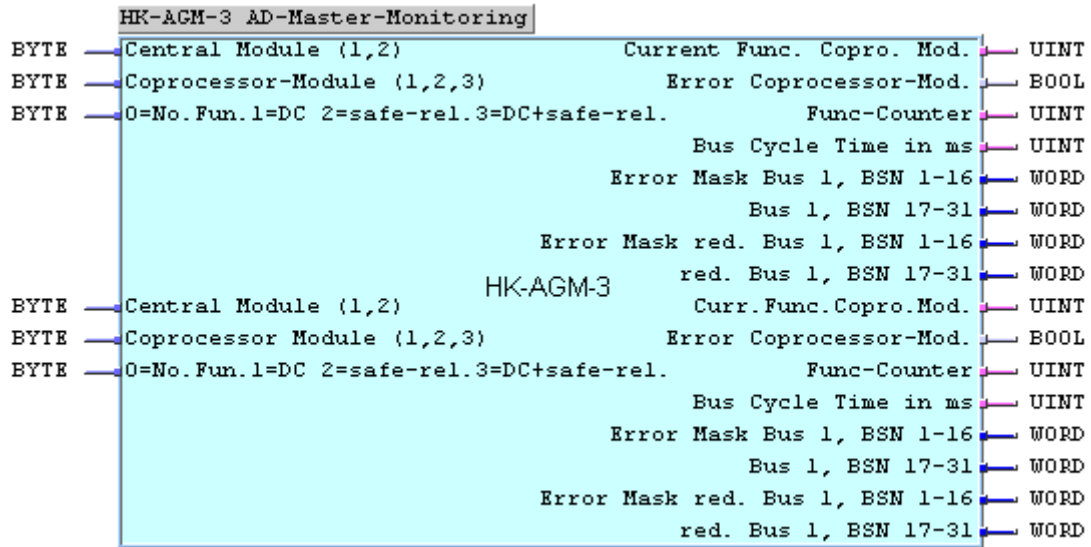 HK-AGM-3 AD-Master-Monitoring
BYTE Central Module (1,2) Current Func. Copro. Mod. UINT
BYTE Coprocessor-Module (1,2,3) Error Coprocessor-Mod. BOOL
BYTE 0=No.Fun.1=DC 2=safe-rel.3=DC+safe-rel. Func-Counter UINT
Bus Cycle Time in ms UINT
Error Mask Bus 1, BSN 1-16 WORD
Bus 1, BSN 17-31 WORD
Error Mask red. Bus 1, BSN 1-16 WORD
red. Bus 1, BSN 17-31 WORD
HK-AGM-3
BYTE Central Module (1,2) Curr.Func.Copro.Mod. UINT
BYTE Coprocessor Module (1,2,3) Error Coprocessor-Mod. BOOL
BYTE 0=No.Fun.1=DC 2=safe-rel.3=DC+safe-rel. Func-Counter UINT
Bus Cycle Time in ms UINT
Error Mask Bus 1, BSN 1-16 WORD
Bus 1, BSN 17-31 WORD
Error Mask red. Bus 1, BSN 1-16 WORD
red. Bus 1, BSN 17-31 WORD